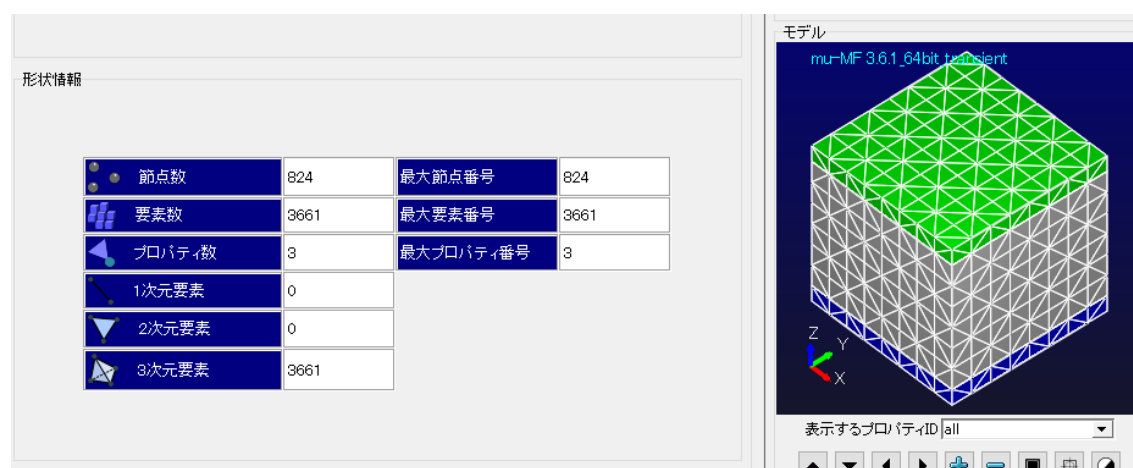 形状情報
節点数 824 最大節点番号 824
要素数 3661 最大要素番号 3661
プロパティ数 3 最大プロパティ番号 3
1次元要素 0
2次元要素 0
3次元要素 3661
モデル
mu-MF 3.6.1_64bit transient
Z
Y
X
表示するプロパティID all